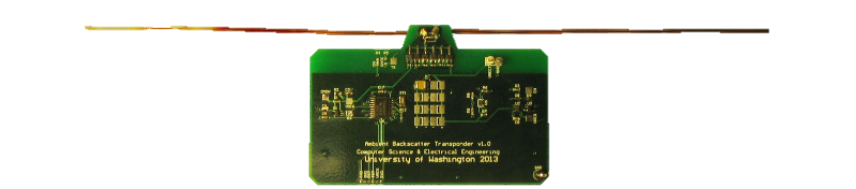 Ambient Backscatter Transponder v1.0
Computer Science & Electrical Engineering
University of Washington 2013